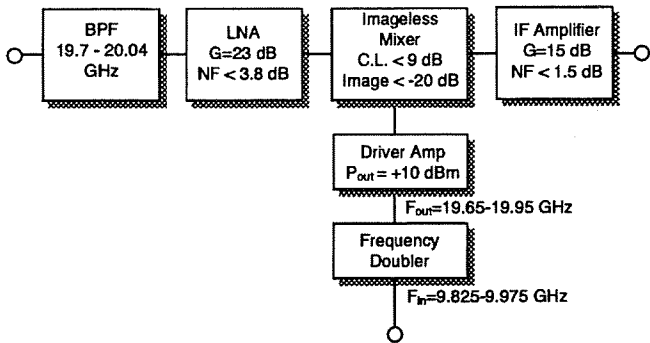 BPF
19.7 - 20.04
GHz
LNA
G=23 dB
NF < 3.8 dB
Imageless
Mixer
C.L. < 9 dB
Image < -20 dB
IF Amplifier
G=15 dB
NF < 1.5 dB
Driver Amp
Pout = +10 dBm
Fout=19.65-19.95 GHz
Frequency
Doubler
Fin=9.825-9.975 GHz